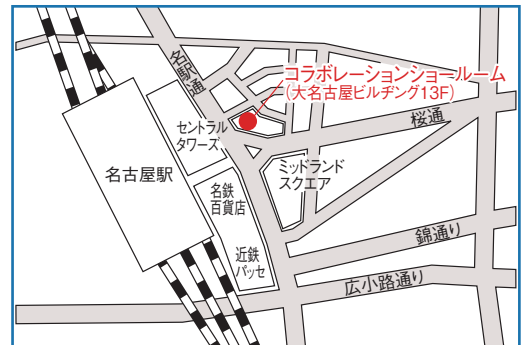 名駅通
コラボレーションショールーム
(大名古屋ビルヂング13F)
桜通
セントラル
タワーズ
ミッドランド
スクエア
名古屋駅
名鉄
百貨店
近鉄
パッセ
錦通り
広小路通り